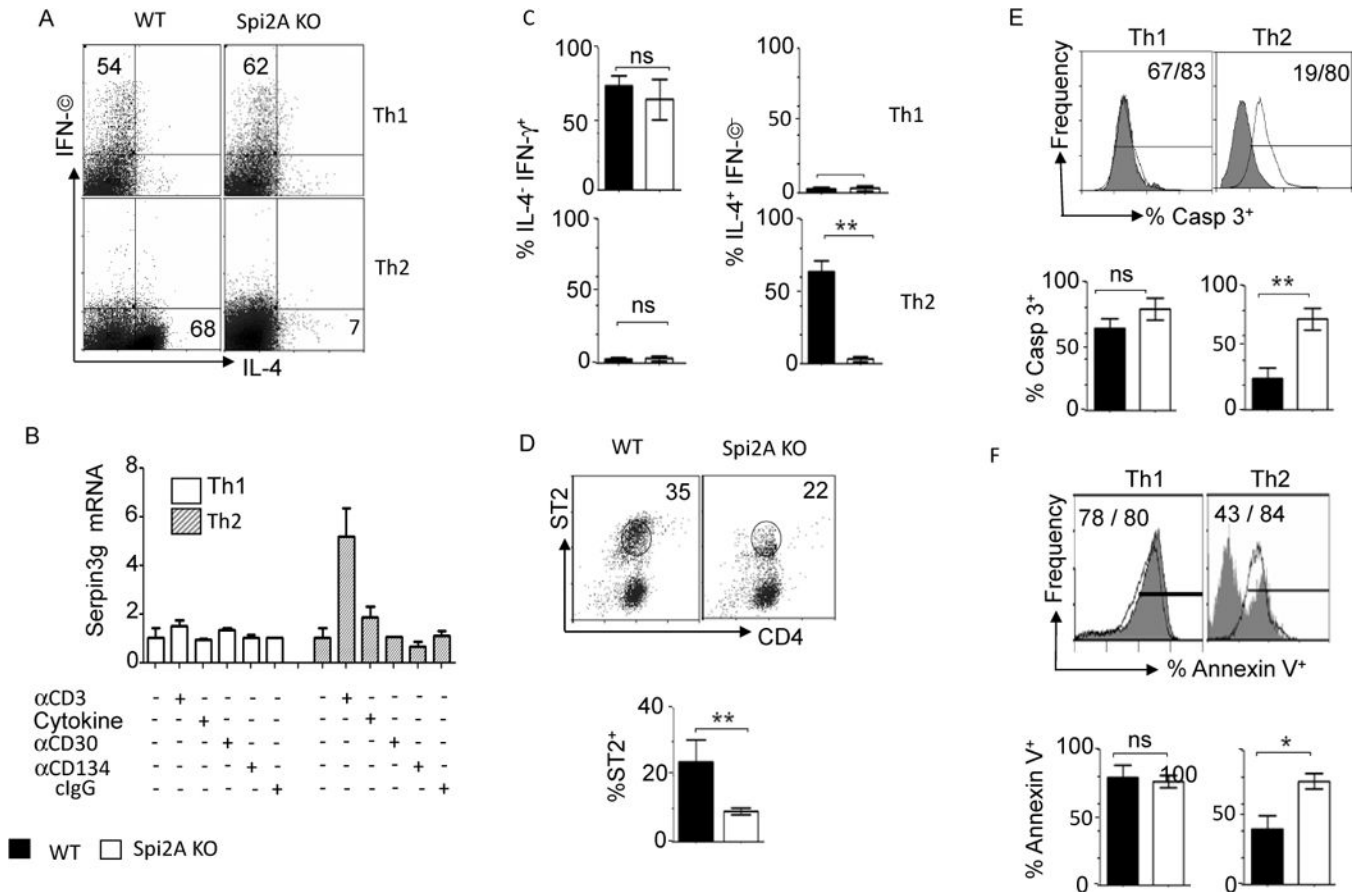 A
WT
Spi2A KO
54
62
Th1
IFN-©
Th2
68
7
IL-4
B
Serpin3g mRNA
8
6
4
2
0
Th1
Th2
αCD3 - + - - - - - + - - - -
Cytokine - - + - - - - - + - - -
αCD30 - - - + - - - - - + - -
αCD134 - - - - + - - - - - + -
cIgG - - - - - + - - - - - +
WT
Spi2A KO
C
% IL-4⁻ IFN-γ⁺
100
50
0
ns
100
50
0
ns
% IL-4⁺ IFN-©⁻
100
50
0
Th1
100
50
0
**
Th2
D
WT
Spi2A KO
35
22
ST2
CD4
%ST2⁺
40
20
0
**
E
Th1
Th2
67/83
19/80
Frequency
% Casp 3⁺
% Casp 3⁺
100
50
0
ns
100
50
0
**
F
Th1
Th2
78 / 80
43 / 84
Frequency
% Annexin V⁺
% Annexin V⁺
100
50
0
ns
100
50
0
*